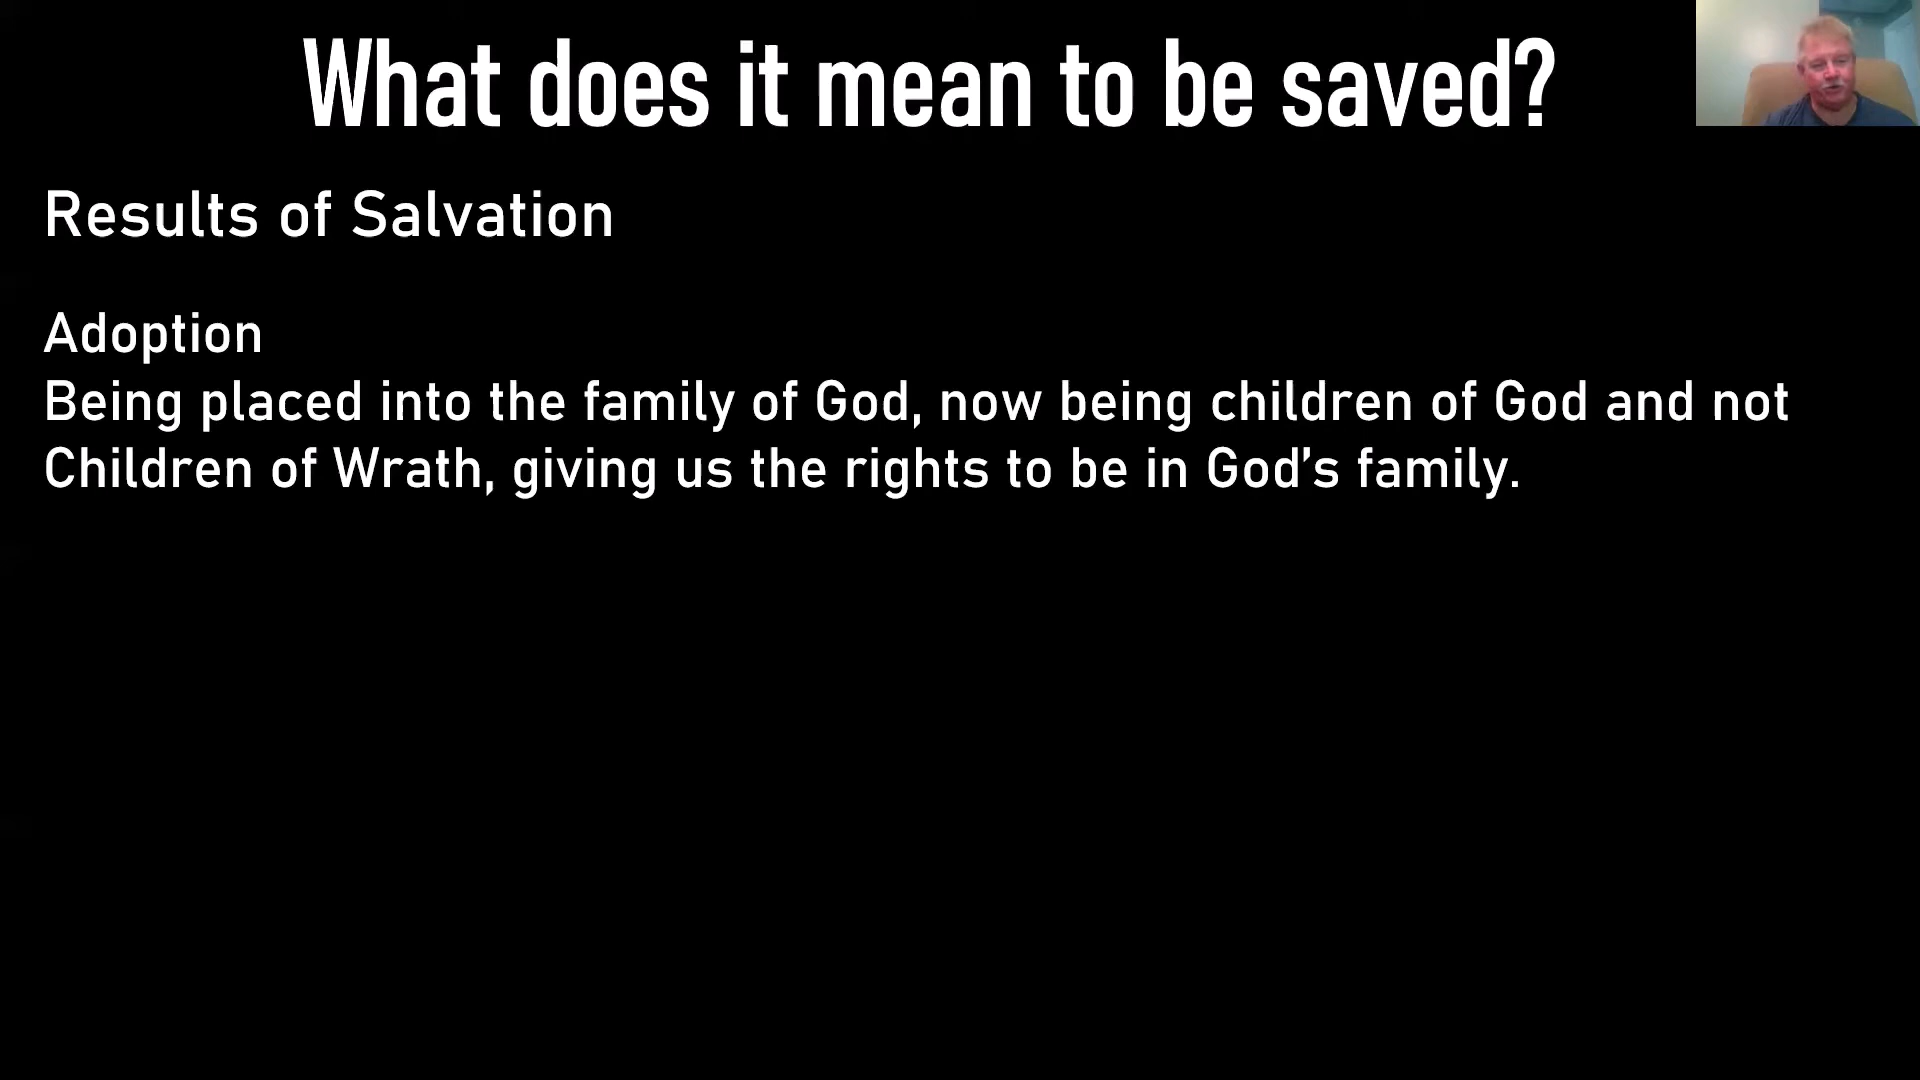 What does it mean to be saved?
Results of Salvation
Adoption
Being placed into the family of God, now being children of God and not
Children of Wrath, giving us the rights to be in God's family.